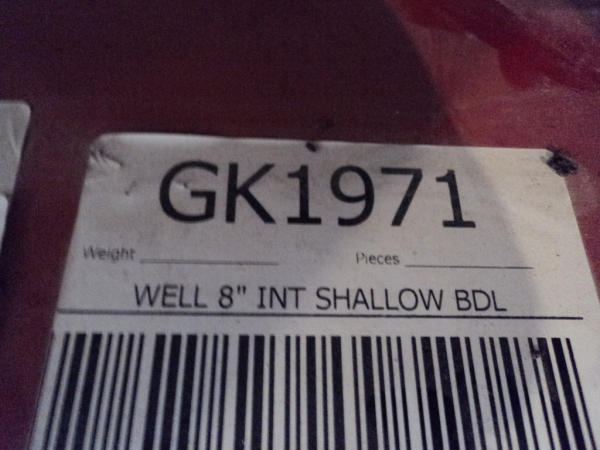 GK1971
Weight Pieces
WELL 8" INT SHALLOW BDL